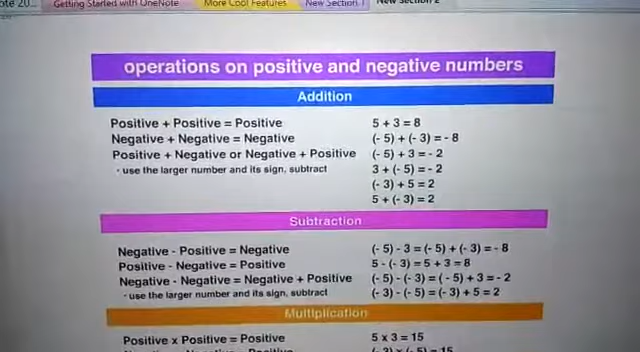 Getting Started with OneNote
More Cool Features
New Section 1
New Section 2
operations on positive and negative numbers
Addition
Positive + Positive = Positive 5 + 3 = 8
Negative + Negative = Negative (- 5) + (- 3) = - 8
Positive + Negative or Negative + Positive (- 5) + 3 = - 2
· use the larger number and its sign, subtract 3 + (- 5) = - 2
(- 3) + 5 = 2
5 + (- 3) = 2
Subtraction
Negative - Positive = Negative (- 5) - 3 = (- 5) + (- 3) = - 8
Positive - Negative = Positive 5 - (- 3) = 5 + 3 = 8
Negative - Negative = Negative + Positive (- 5) - (- 3) = ( - 5) + 3 = - 2
· use the larger number and its sign, subtract (- 3) - (- 5) = (- 3) + 5 = 2
Multiplication
Positive x Positive = Positive 5 x 3 = 15